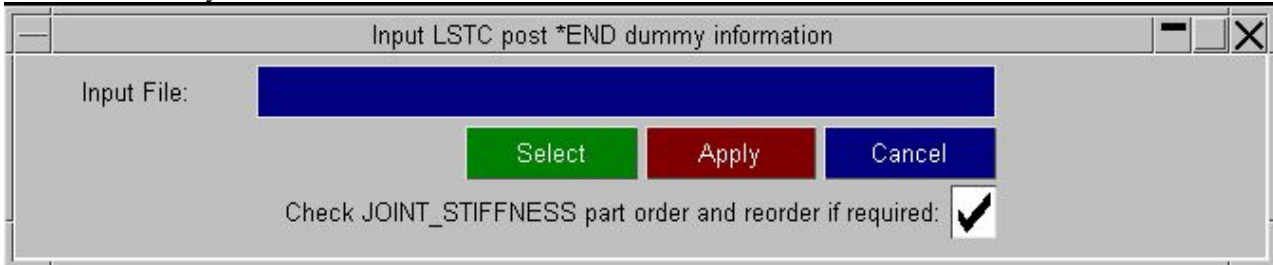 Input LSTC post *END dummy information
Input File:
Select Apply Cancel
Check JOINT_STIFFNESS part order and reorder if required: